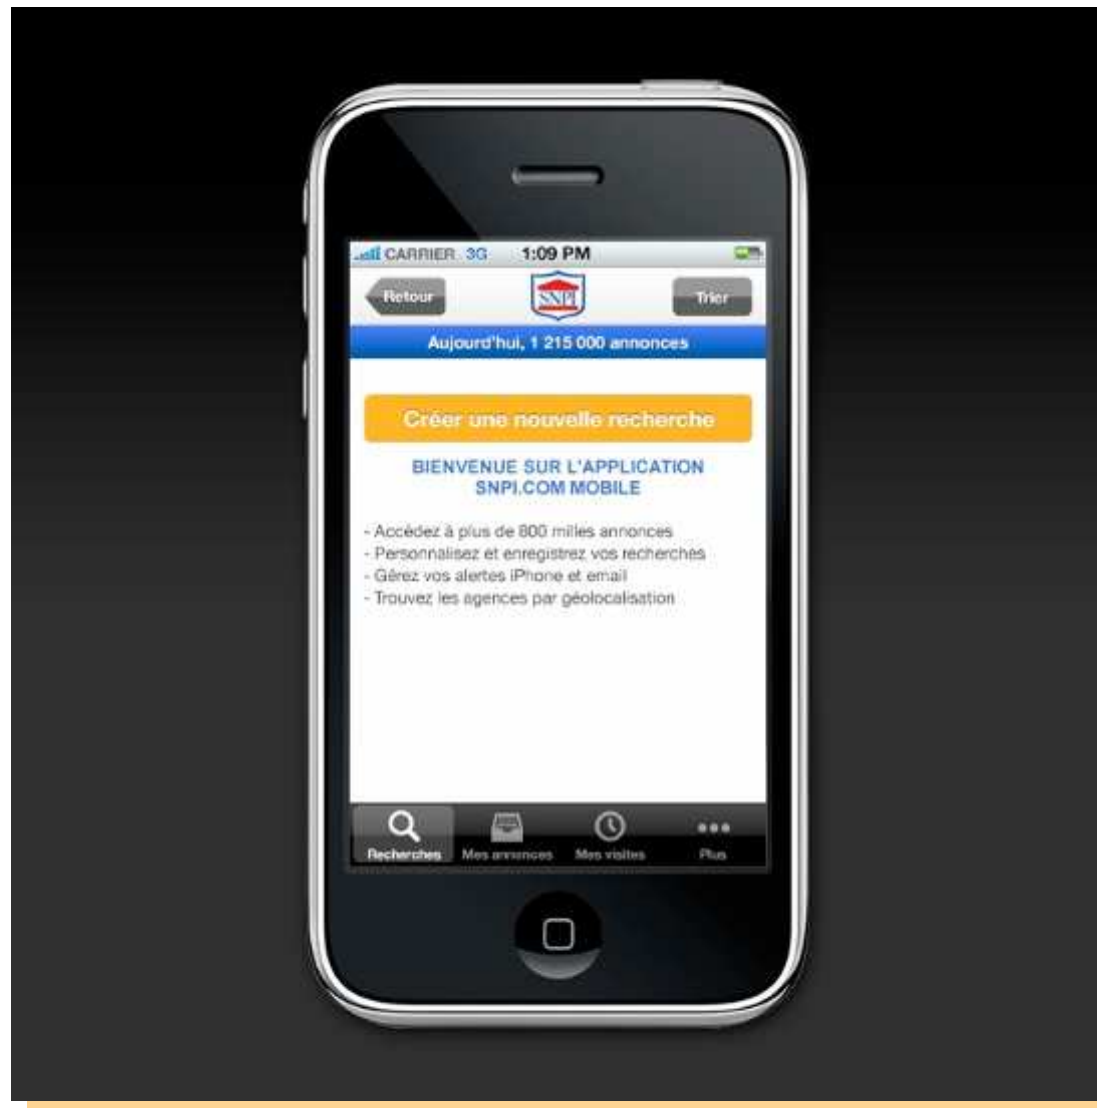 CARRIER 3G 1:09 PM
Retour
SNPI
Trier
Aujourd'hui, 1 215 000 annonces
Créer une nouvelle recherche
BIENVENUE SUR L'APPLICATION
SNPI.COM MOBILE
- Accédez à plus de 800 milles annonces
- Personnalisez et enregistrez vos recherches
- Gérez vos alertes iPhone et email
- Trouvez les agences par géolocalisation
Recherches Mes annonces Mes visites Plus